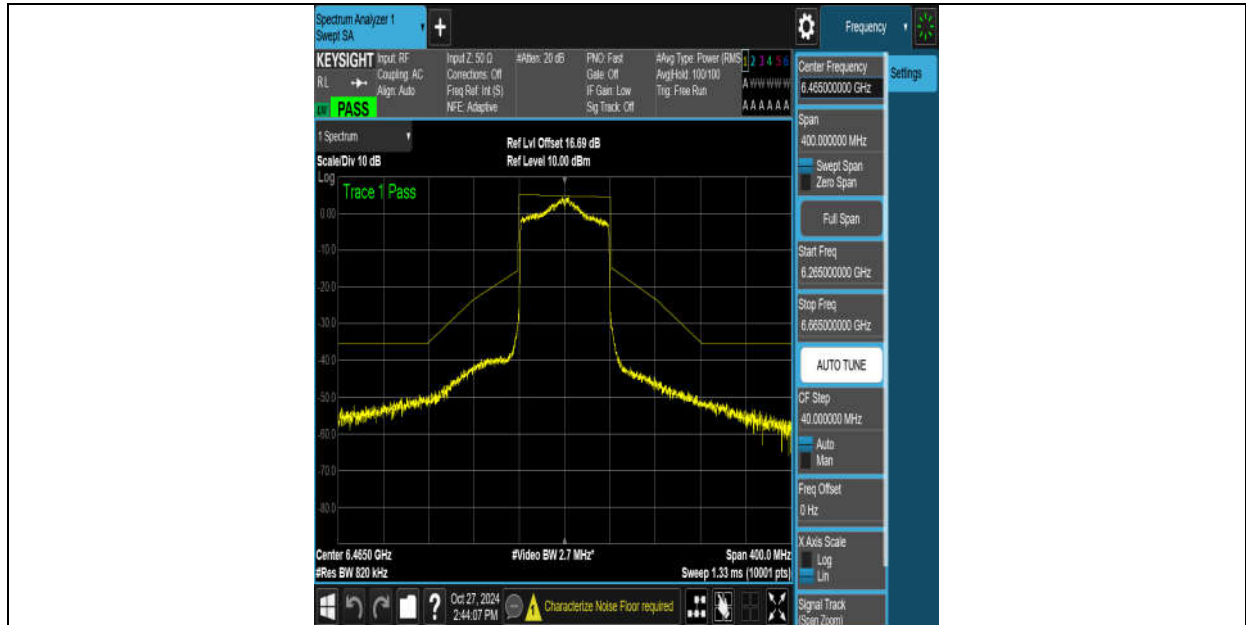 Spectrum Analyzer 1
Swept SA
+
Frequency
KEYSIGHT
RL
PASS
Input: RF
Coupling: AC
Align: Auto
Input Z: 50 Ω
Corrections: Off
Freq Ref: Int (S)
NFE: Adaptive
#Atten: 20 dB
PNO: Fast
Gate: Off
IF Gain: Low
Sig Track: Off
#Avg Type: Power (RMS
Avg|Hold: 100/100
Trig: Free Run
1 2 3 4 5 6
A W W W W W
A A A A A A
Center Frequency
6.465000000 GHz
Settings
Span
400.000000 MHz
Swept Span
Zero Span
Full Span
Start Freq
6.265000000 GHz
Stop Freq
6.665000000 GHz
AUTO TUNE
CF Step
40.000000 MHz
Auto
Man
Freq Offset
0 Hz
X Axis Scale
Log
Lin
Signal Track
(Span Zoom)
1 Spectrum
Scale/Div 10 dB
Ref Lvl Offset 16.69 dB
Ref Level 10.00 dBm
Log
Trace 1 Pass
0.00
-10.0
-20.0
-30.0
-40.0
-50.0
-60.0
-70.0
-80.0
Center 6.4650 GHz
#Video BW 2.7 MHz*
Span 400.0 MHz
#Res BW 820 kHz
Sweep 1.33 ms (10001 pts)
?
Oct 27, 2024
2:44:07 PM
Characterize Noise Floor required